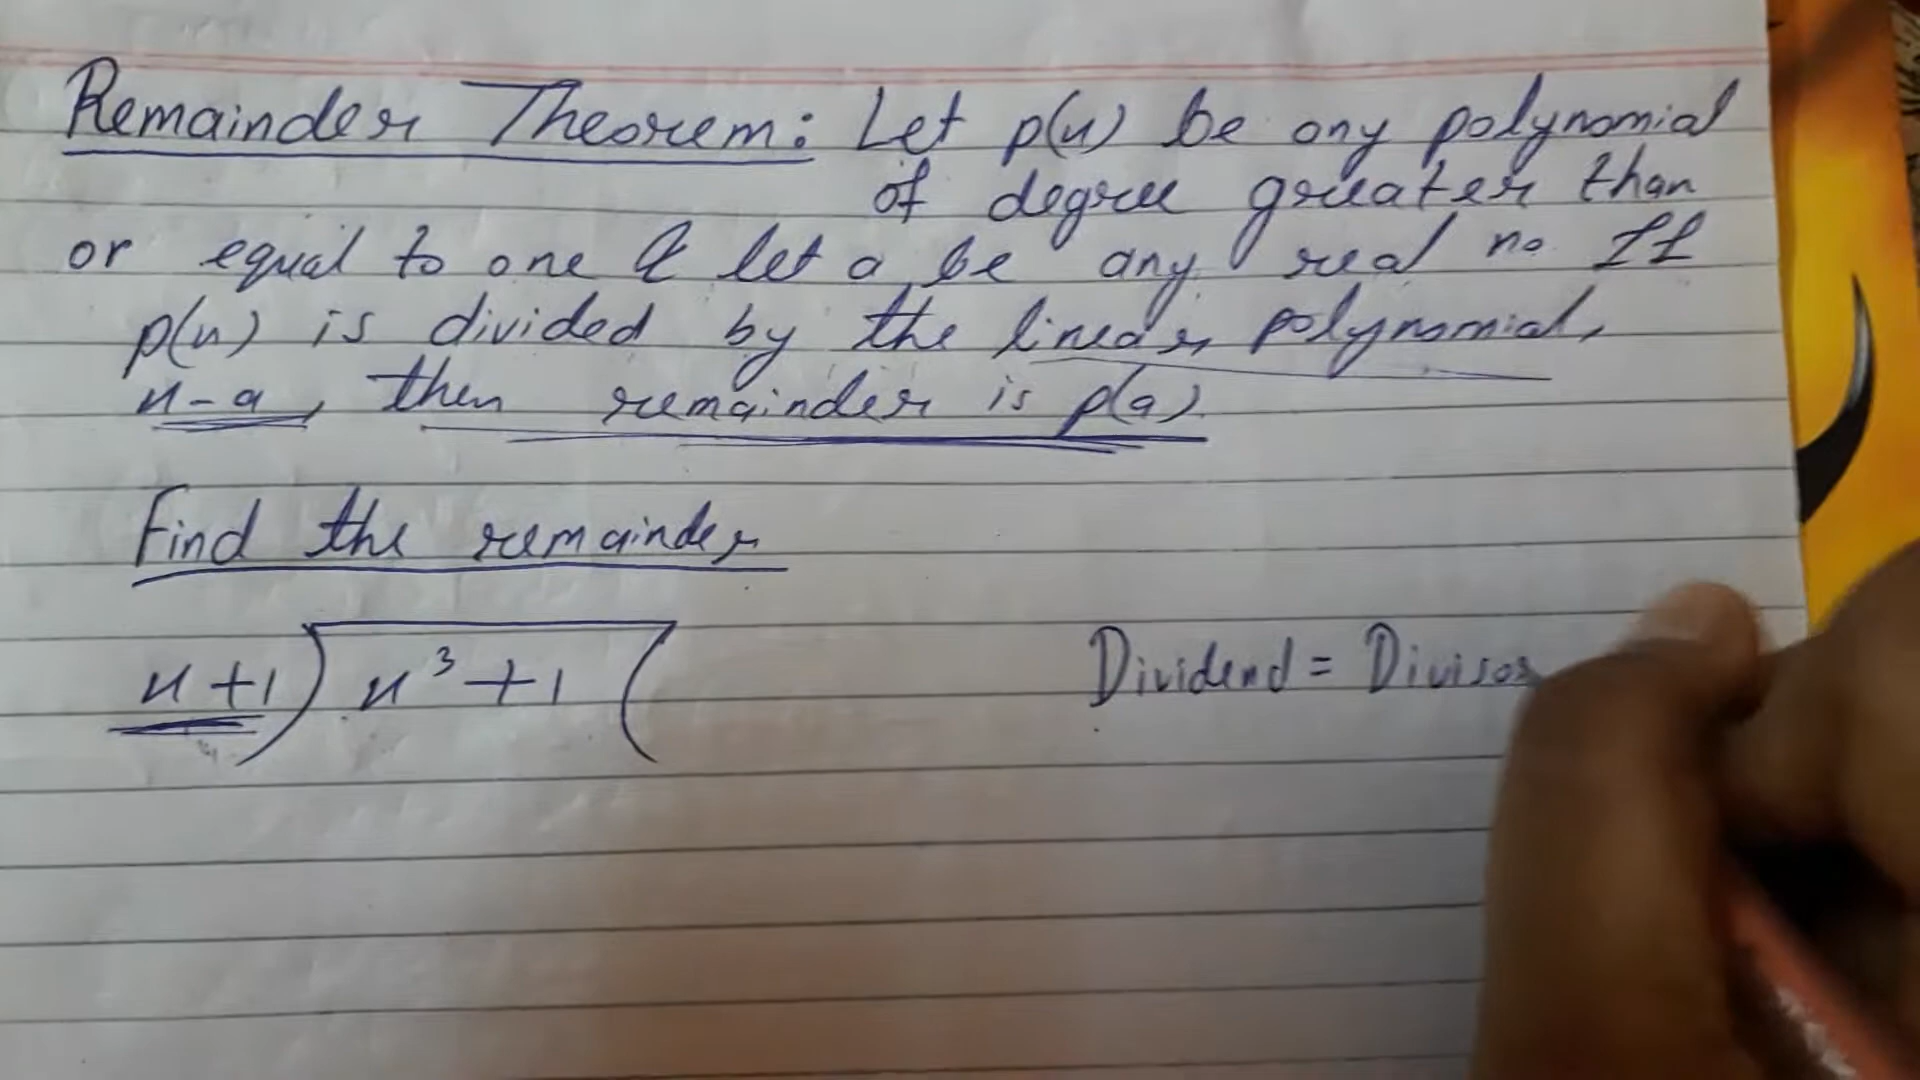 Remainder Theorem: Let p(x) be any polynomial
of degree greater than
or equal to one & let a be any real no If
p(x) is divided by the linear polynomial,
x-a, then remainder is p(a)
Find the remainder
x+1) x³+1 (
Dividend = Divisor